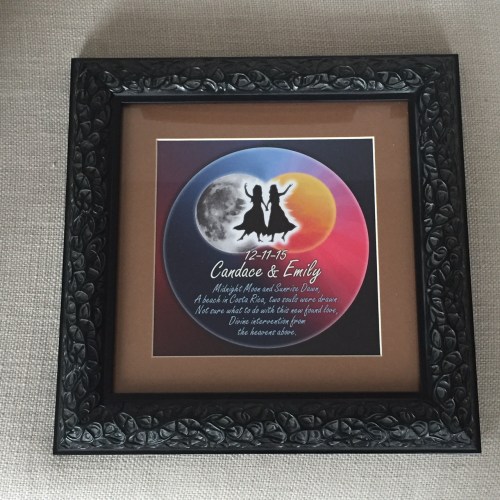 12-11-15
Candace & Emily
Midnight Moon and Sunrise Dawn,
A beach in Costa Rica, two souls were drawn.
Not sure what to do with this new found love,
Divine intervention from
the heavens above.